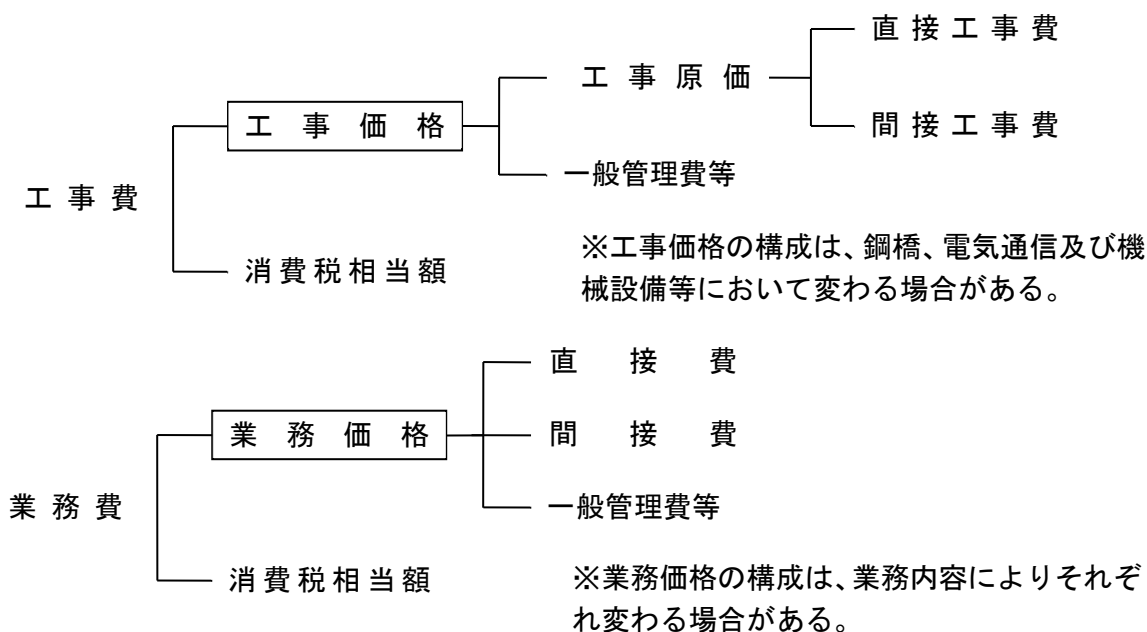 直接工事費
工事原価
工事価格
間接工事費
一般管理費等
工事費
※工事価格の構成は、鋼橋、電気通信及び機
械設備等において変わる場合がある。
消費税相当額
直接費
業務価格
間接費
業務費
一般管理費等
消費税相当額
※業務価格の構成は、業務内容によりそれぞ
れ変わる場合がある。